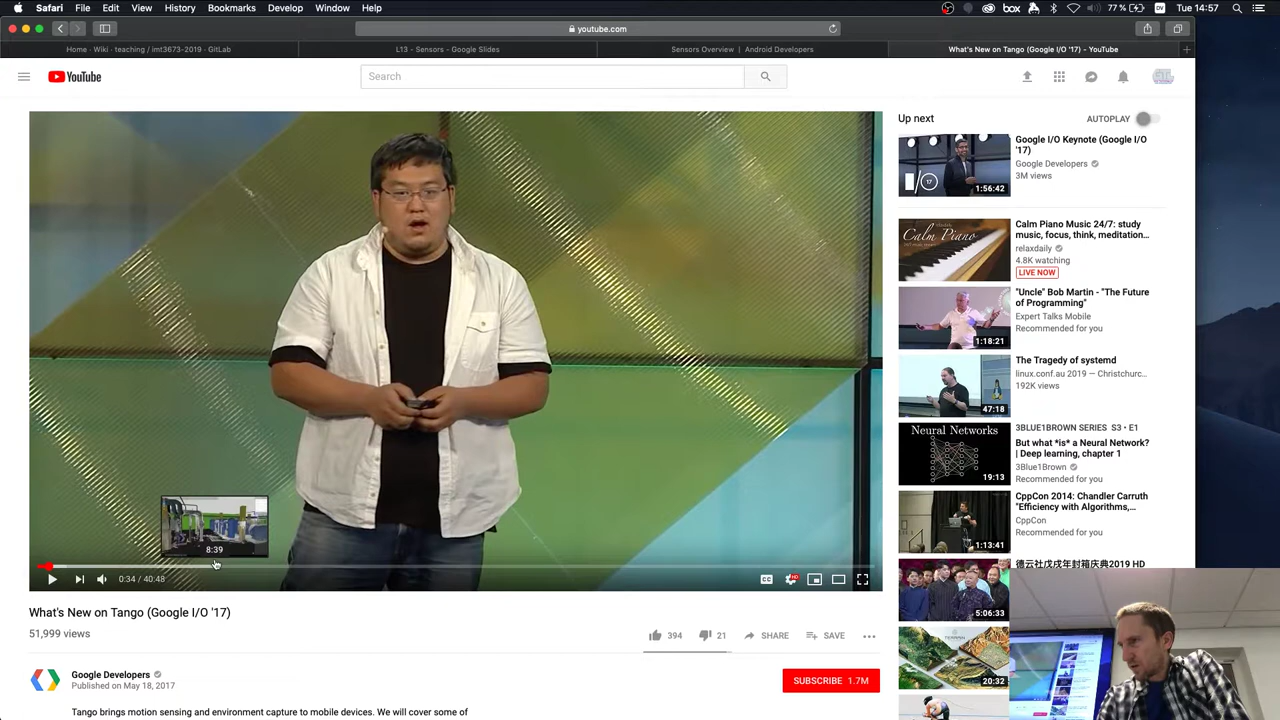 Safari File Edit View History Bookmarks Develop Window Help
box 77 % DV Tue 14:57
youtube.com
Home · Wiki · teaching / imt3673-2019 · GitLab
L13 - Sensors - Google Slides
Sensors Overview | Android Developers
What's New on Tango (Google I/O '17) - YouTube
YouTube
Search
8:39
0:34 / 40:48
CC
HD
What's New on Tango (Google I/O '17)
51,999 views
394 21 SHARE SAVE
Google Developers
Published on May 18, 2017
SUBSCRIBE 1.7M
Tango brings motion sensing and environment capture to mobile devices. We will cover some of
Up next
AUTOPLAY
17
1:56:42
Google I/O Keynote (Google I/O
'17)
Google Developers
3M views
Calm Piano
Calm Piano Music 24/7: study
music, focus, think, meditation…
relaxdaily
4.8K watching
LIVE NOW
1:18:21
"Uncle" Bob Martin - "The Future
of Programming"
Expert Talks Mobile
Recommended for you
47:18
The Tragedy of systemd
linux.conf.au 2019 — Christchurc…
192K views
Neural Networks
19:13
3BLUE1BROWN SERIES S3 • E1
But what *is* a Neural Network?
| Deep learning, chapter 1
3Blue1Brown
Recommended for you
1:13:41
CppCon 2014: Chandler Carruth
"Efficiency with Algorithms,…
CppCon
Recommended for you
5:06:33
德云社戊戌年封箱庆典2019 HD
20:32